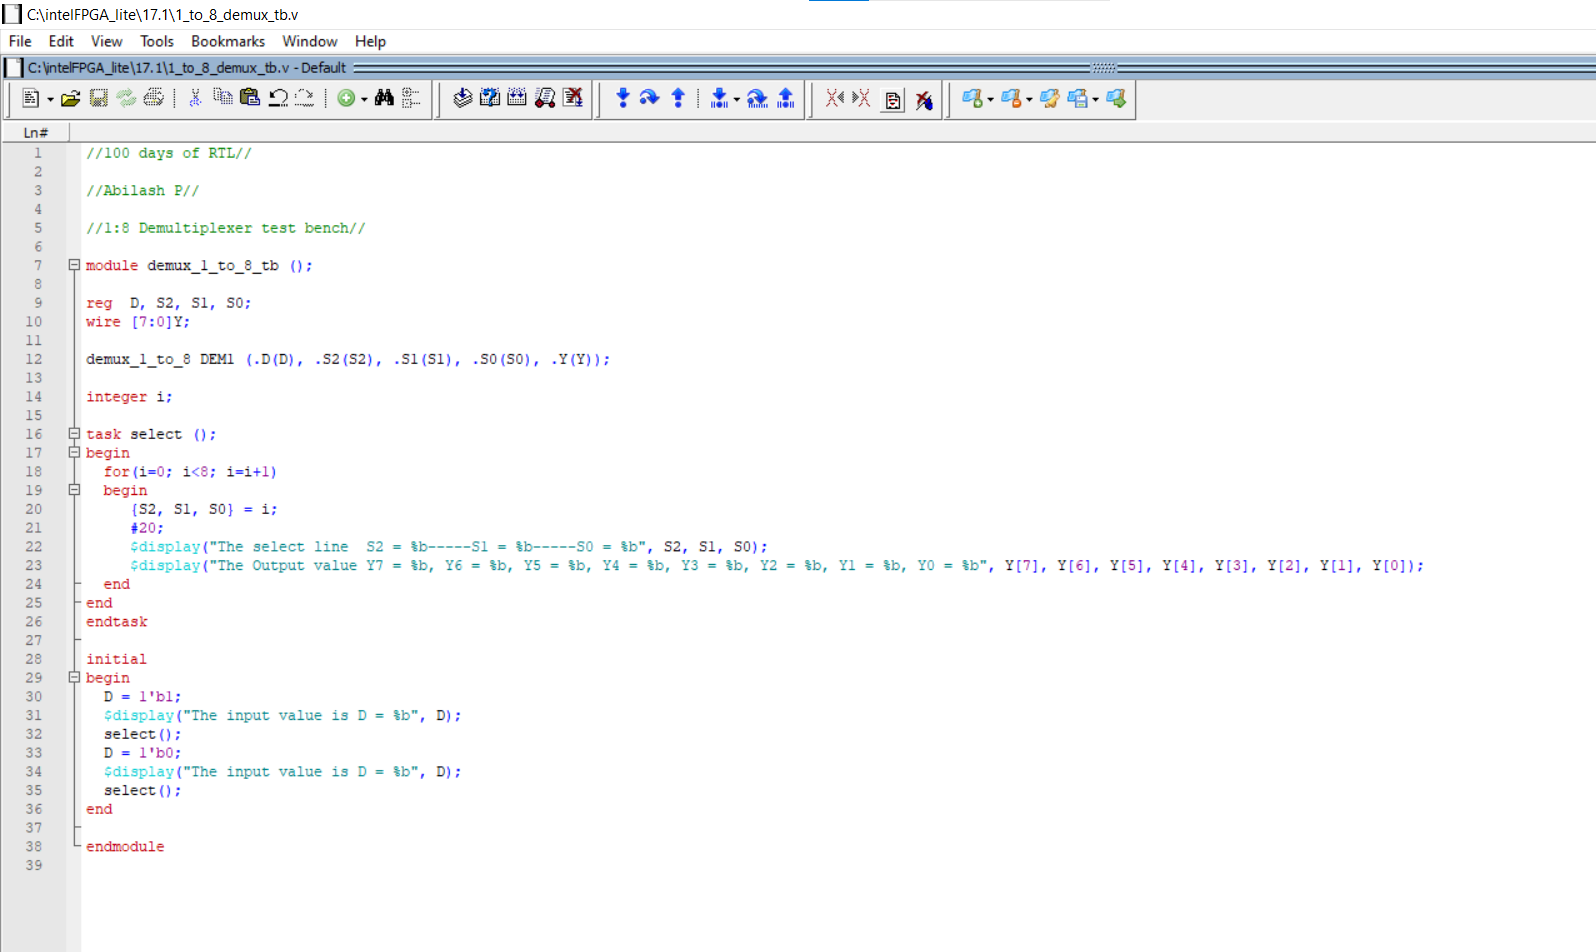 C:\intelFPGA_lite\17.1\1_to_8_demux_tb.v
File Edit View Tools Bookmarks Window Help
C:\intelFPGA_lite\17.1\1_to_8_demux_tb.v - Default
Ln#
1 //100 days of RTL//
2
3 //Abilash P//
4
5 //1:8 Demultiplexer test bench//
6
7 module demux_1_to_8_tb ();
8
9 reg  D, S2, S1, S0;
10 wire [7:0]Y;
11
12 demux_1_to_8 DEM1 (.D(D), .S2(S2), .S1(S1), .S0(S0), .Y(Y));
13
14 integer i;
15
16 task select ();
17 begin
18   for(i=0; i<8; i=i+1)
19   begin
20      {S2, S1, S0} = i;
21      #20;
22      $display("The select line  S2 = %b-----S1 = %b-----S0 = %b", S2, S1, S0);
23      $display("The Output value Y7 = %b, Y6 = %b, Y5 = %b, Y4 = %b, Y3 = %b, Y2 = %b, Y1 = %b, Y0 = %b", Y[7], Y[6], Y[5], Y[4], Y[3], Y[2], Y[1], Y[0]);
24   end
25 end
26 endtask
27
28 initial
29 begin
30   D = 1'b1;
31   $display("The input value is D = %b", D);
32   select();
33   D = 1'b0;
34   $display("The input value is D = %b", D);
35   select();
36 end
37
38 endmodule
39